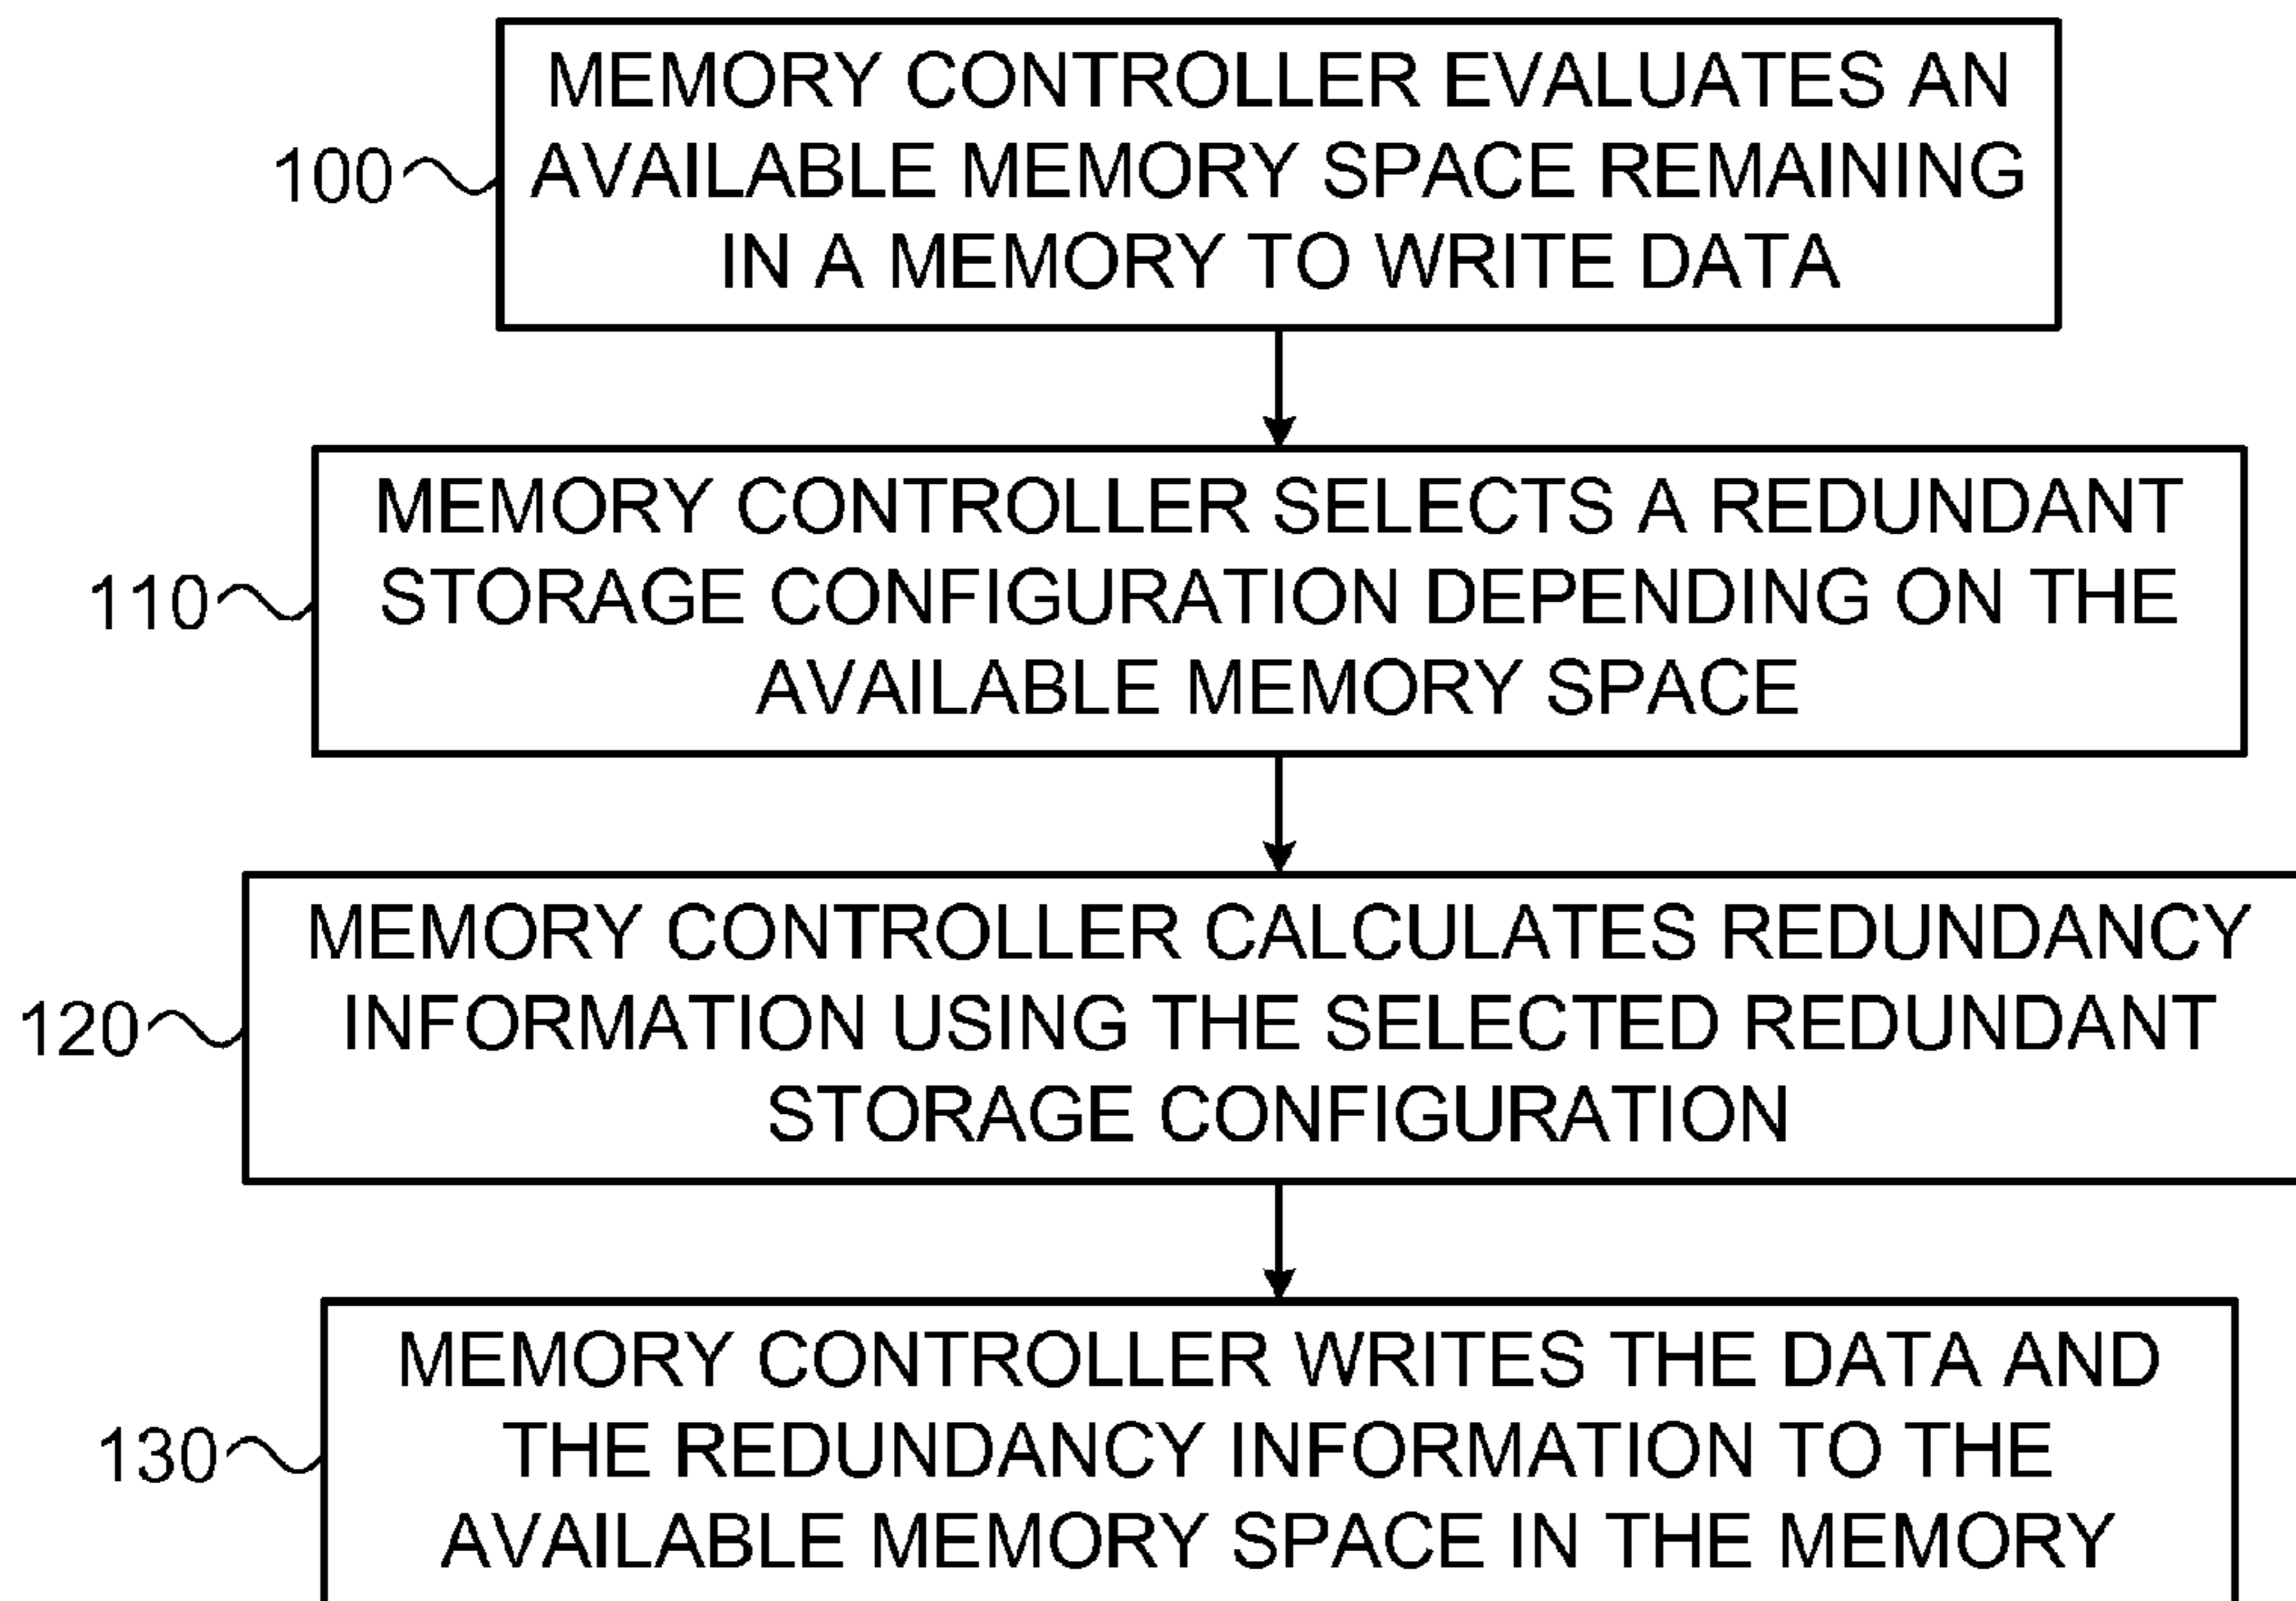 MEMORY CONTROLLER EVALUATES AN
100 AVAILABLE MEMORY SPACE REMAINING
IN A MEMORY TO WRITE DATA
MEMORY CONTROLLER SELECTS A REDUNDANT
110 STORAGE CONFIGURATION DEPENDING ON THE
AVAILABLE MEMORY SPACE
MEMORY CONTROLLER CALCULATES REDUNDANCY
120 INFORMATION USING THE SELECTED REDUNDANT
STORAGE CONFIGURATION
MEMORY CONTROLLER WRITES THE DATA AND
130 THE REDUNDANCY INFORMATION TO THE
AVAILABLE MEMORY SPACE IN THE MEMORY